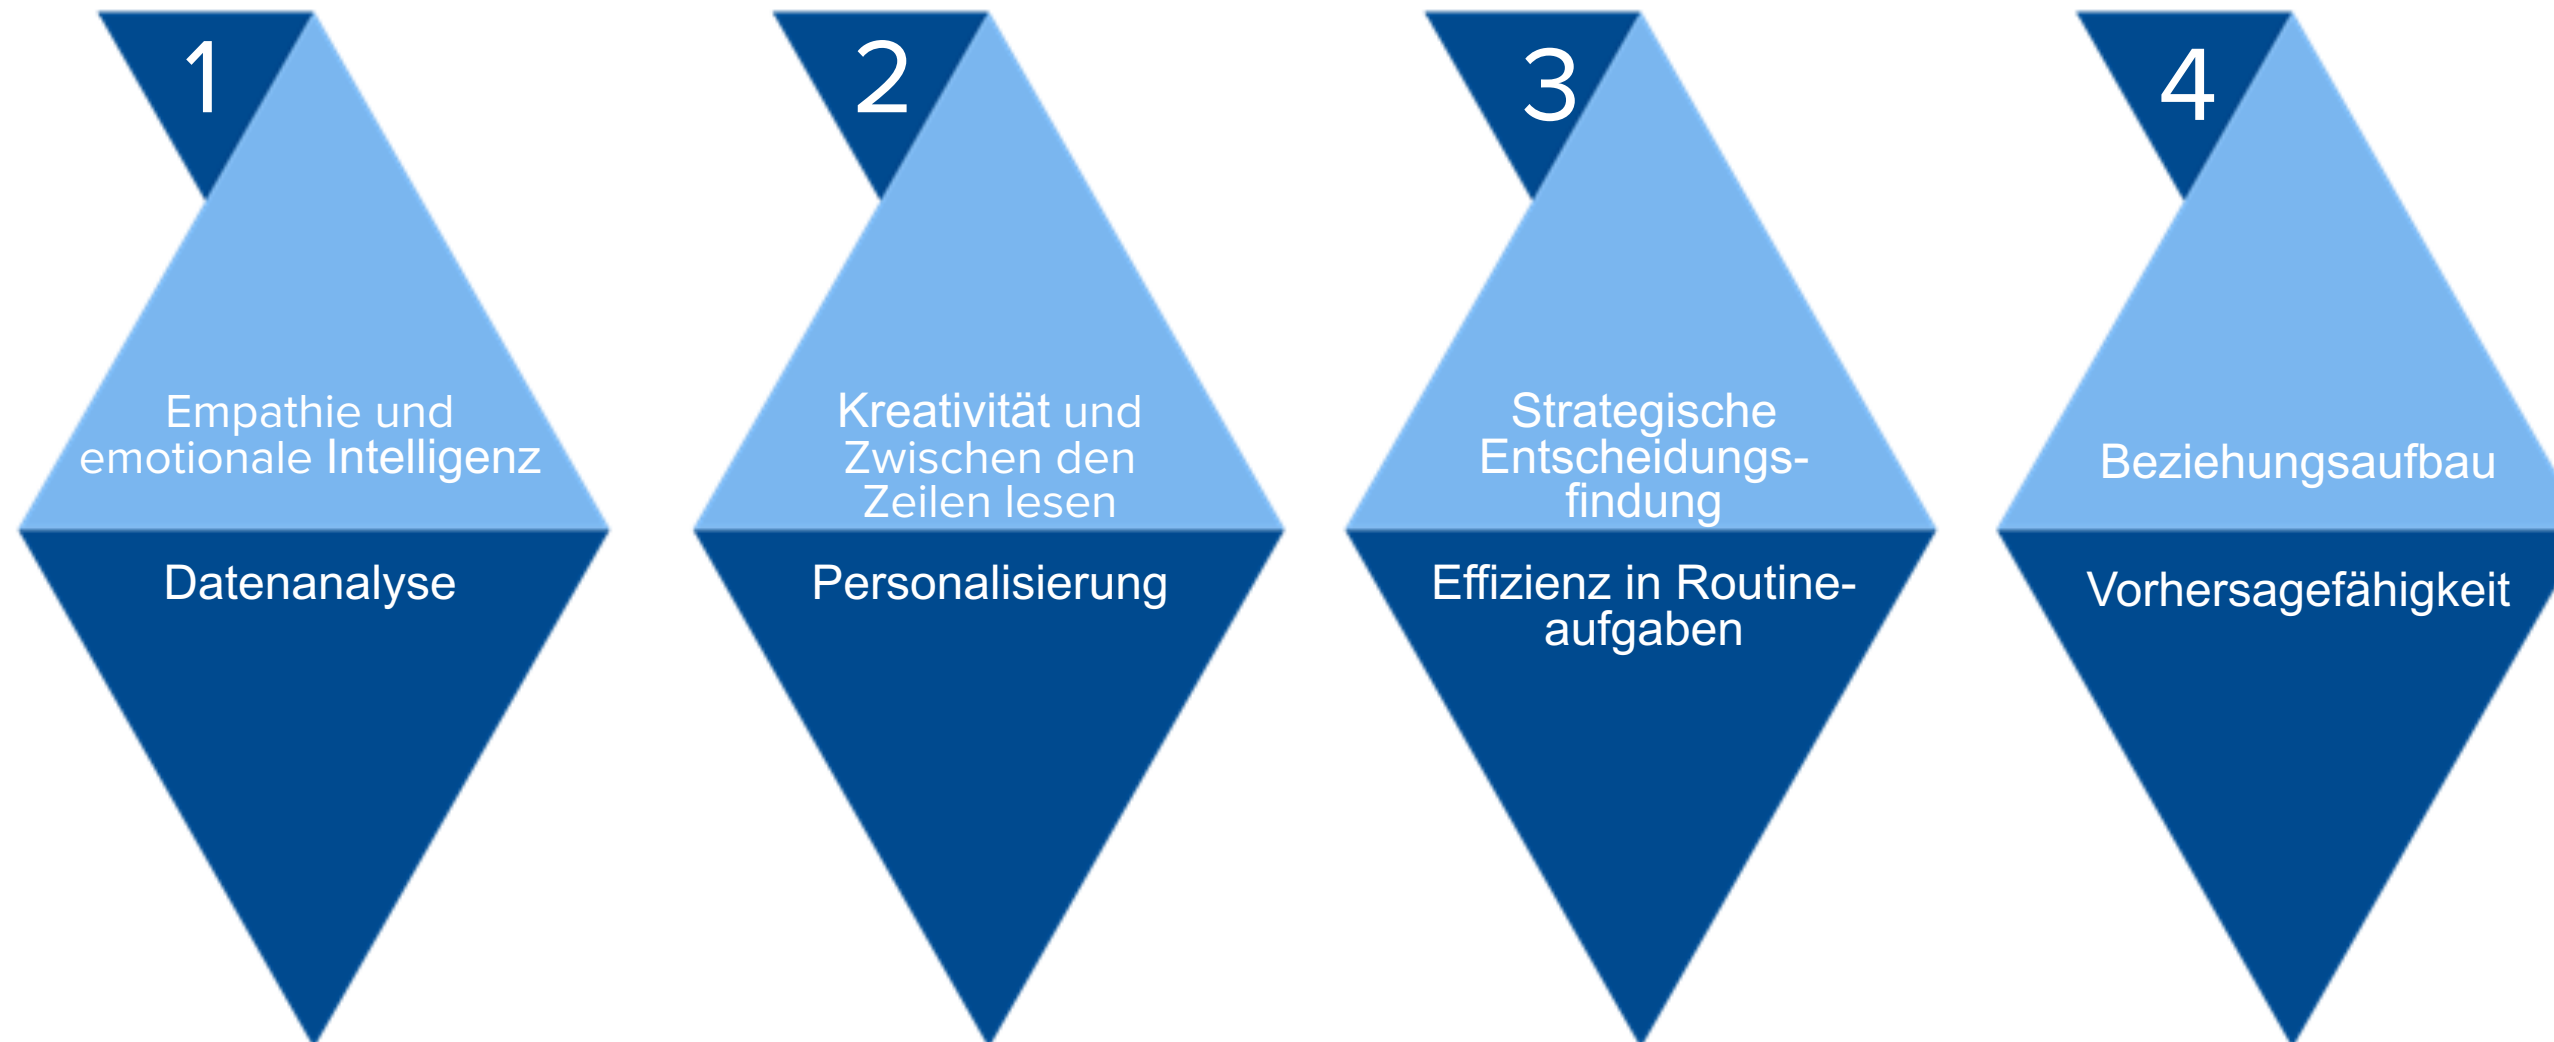 1
Empathie und
emotionale Intelligenz
Datenanalyse
2
Kreativität und
Zwischen den
Zeilen lesen
Personalisierung
3
Strategische
Entscheidungs-
findung
Effizienz in Routine-
aufgaben
4
Beziehungsaufbau
Vorhersagefähigkeit